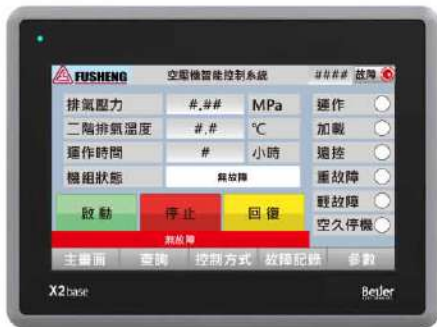 FUSHENG 空壓機智能控制系統 #### 故障
排氣壓力 #.## MPa 運作
二階排氣溫度 #.# ℃ 加載
運作時間 # 小時 遠控
機組狀態 無故障 重故障
啟動 停止 回復 輕故障
空久停機
無故障
主畫面 查詢 控制方式 故障記錄 參數
X2base Beijer